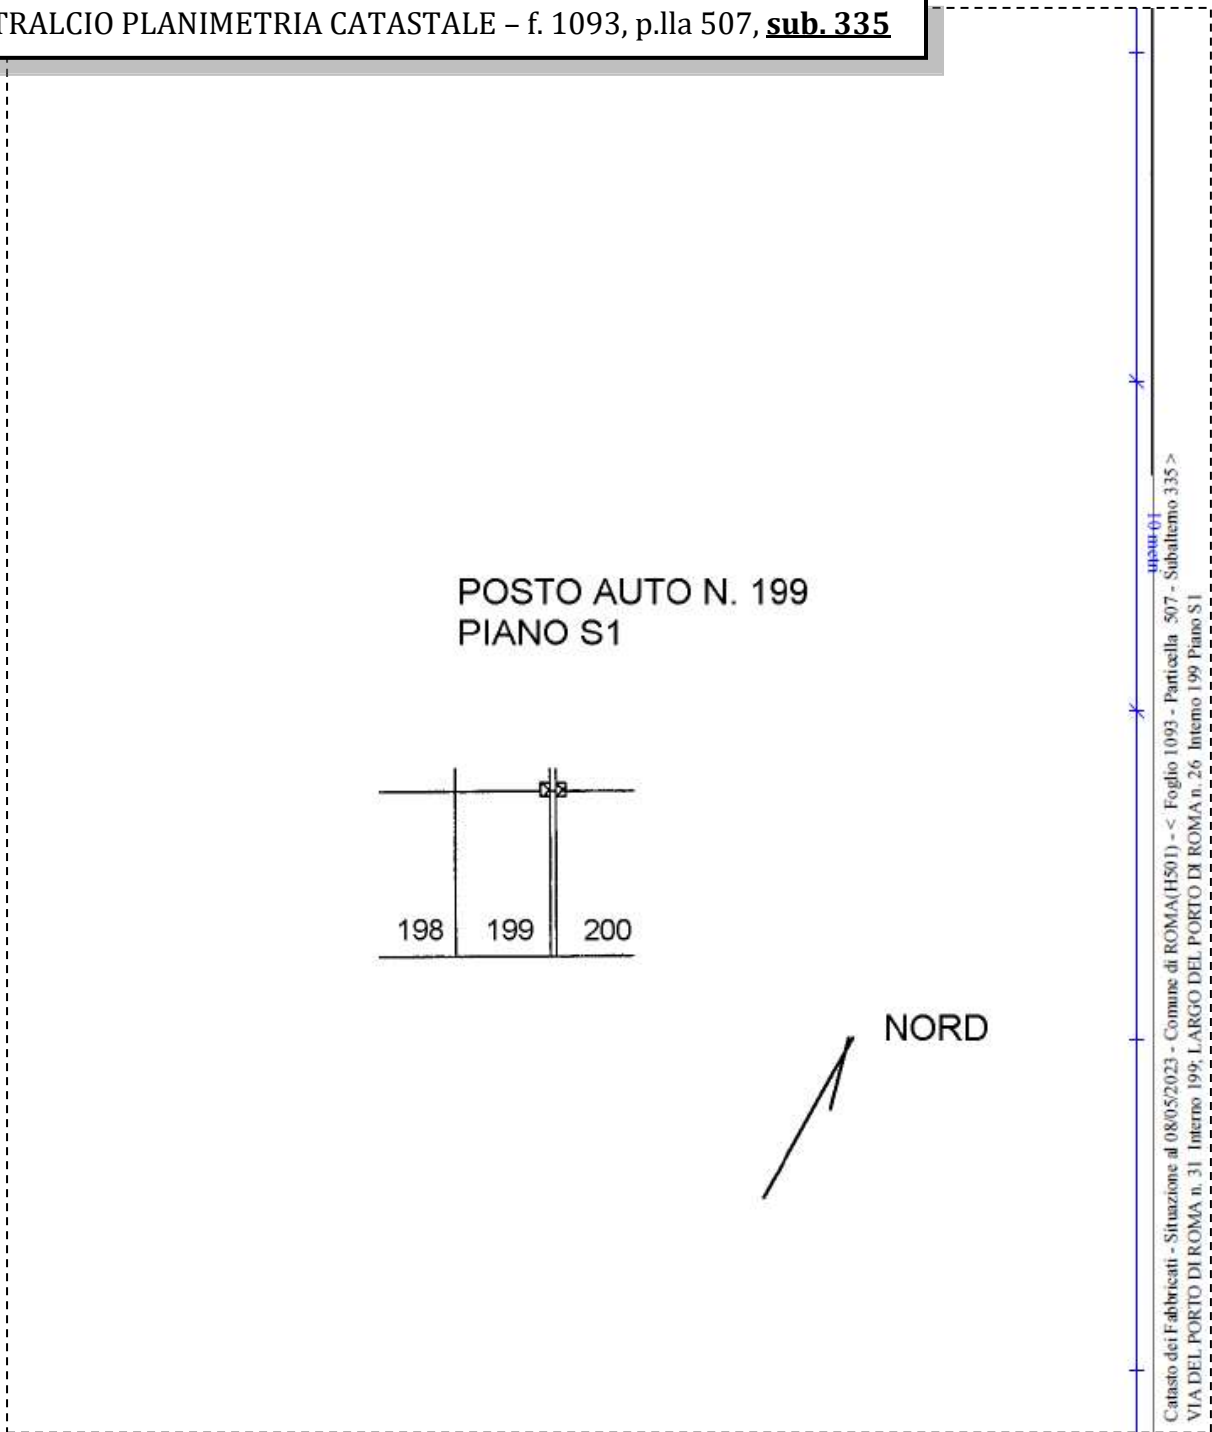 TRALCIO PLANIMETRIA CATASTALE – f. 1093, p.lla 507, sub. 335
POSTO AUTO N. 199
PIANO S1
198 199 200
NORD
10 metri
Catasto dei Fabbricati - Situazione al 08/05/2023 - Comune di ROMA(H501) - < Foglio 1093 - Particella 507 - Subalterno 335 >
VIA DEL PORTO DI ROMA n. 31 Interno 199; LARGO DEL PORTO DI ROMA n. 26 Interno 199 Piano S1